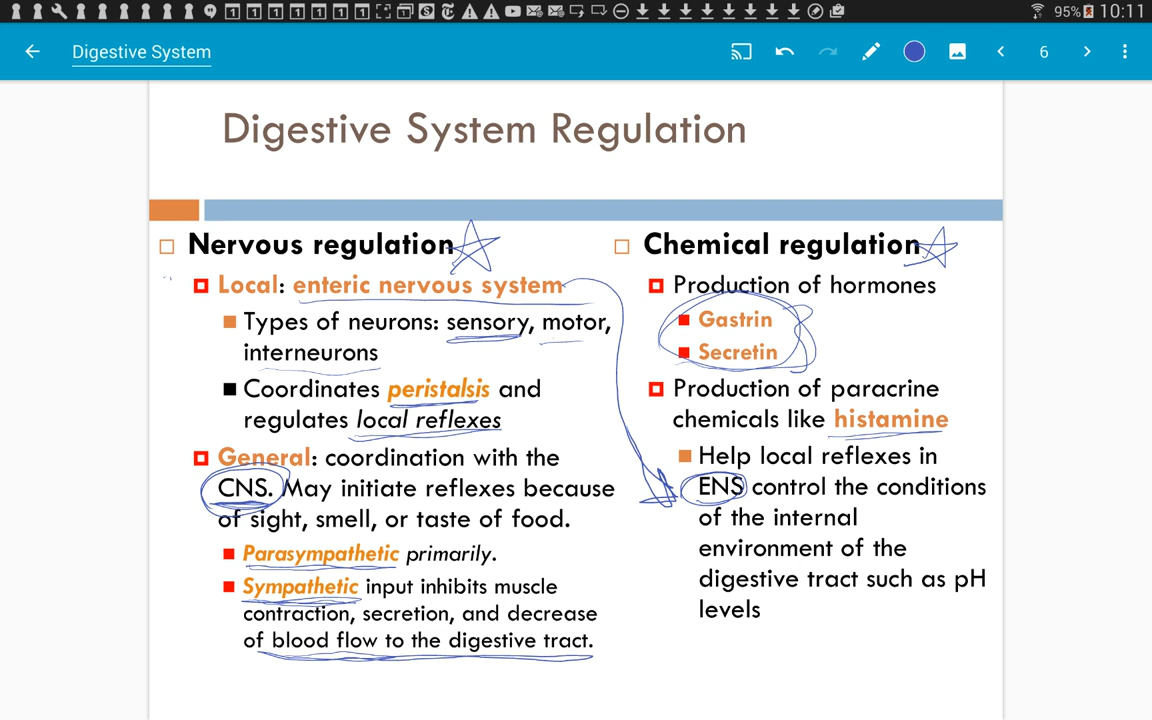 95% 10:11
Digestive System
6
Digestive System Regulation
Nervous regulation
Local: enteric nervous system
Types of neurons: sensory, motor,
interneurons
Coordinates peristalsis and
regulates local reflexes
General: coordination with the
CNS. May initiate reflexes because
of sight, smell, or taste of food.
Parasympathetic primarily.
Sympathetic input inhibits muscle
contraction, secretion, and decrease
of blood flow to the digestive tract.
Chemical regulation
Production of hormones
Gastrin
Secretin
Production of paracrine
chemicals like histamine
Help local reflexes in
ENS control the conditions
of the internal
environment of the
digestive tract such as pH
levels